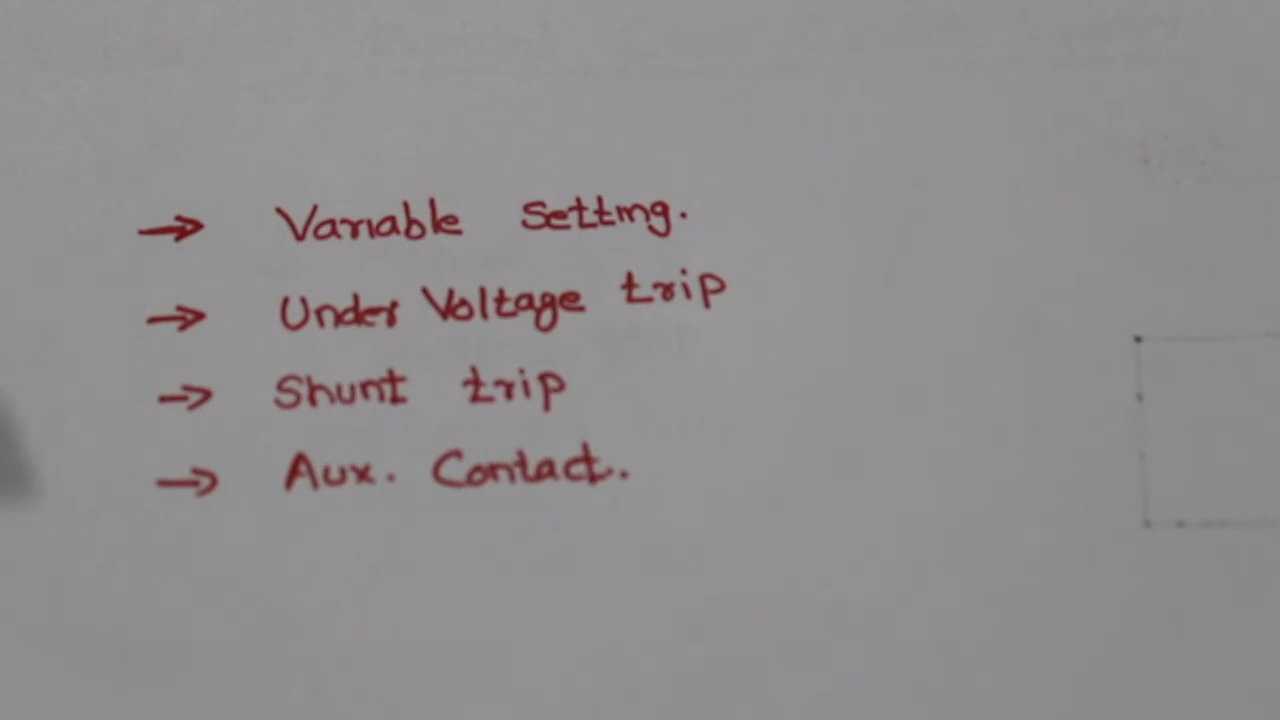 → Variable Setting.
→ Under Voltage trip
→ Shunt trip
→ Aux. Contact.